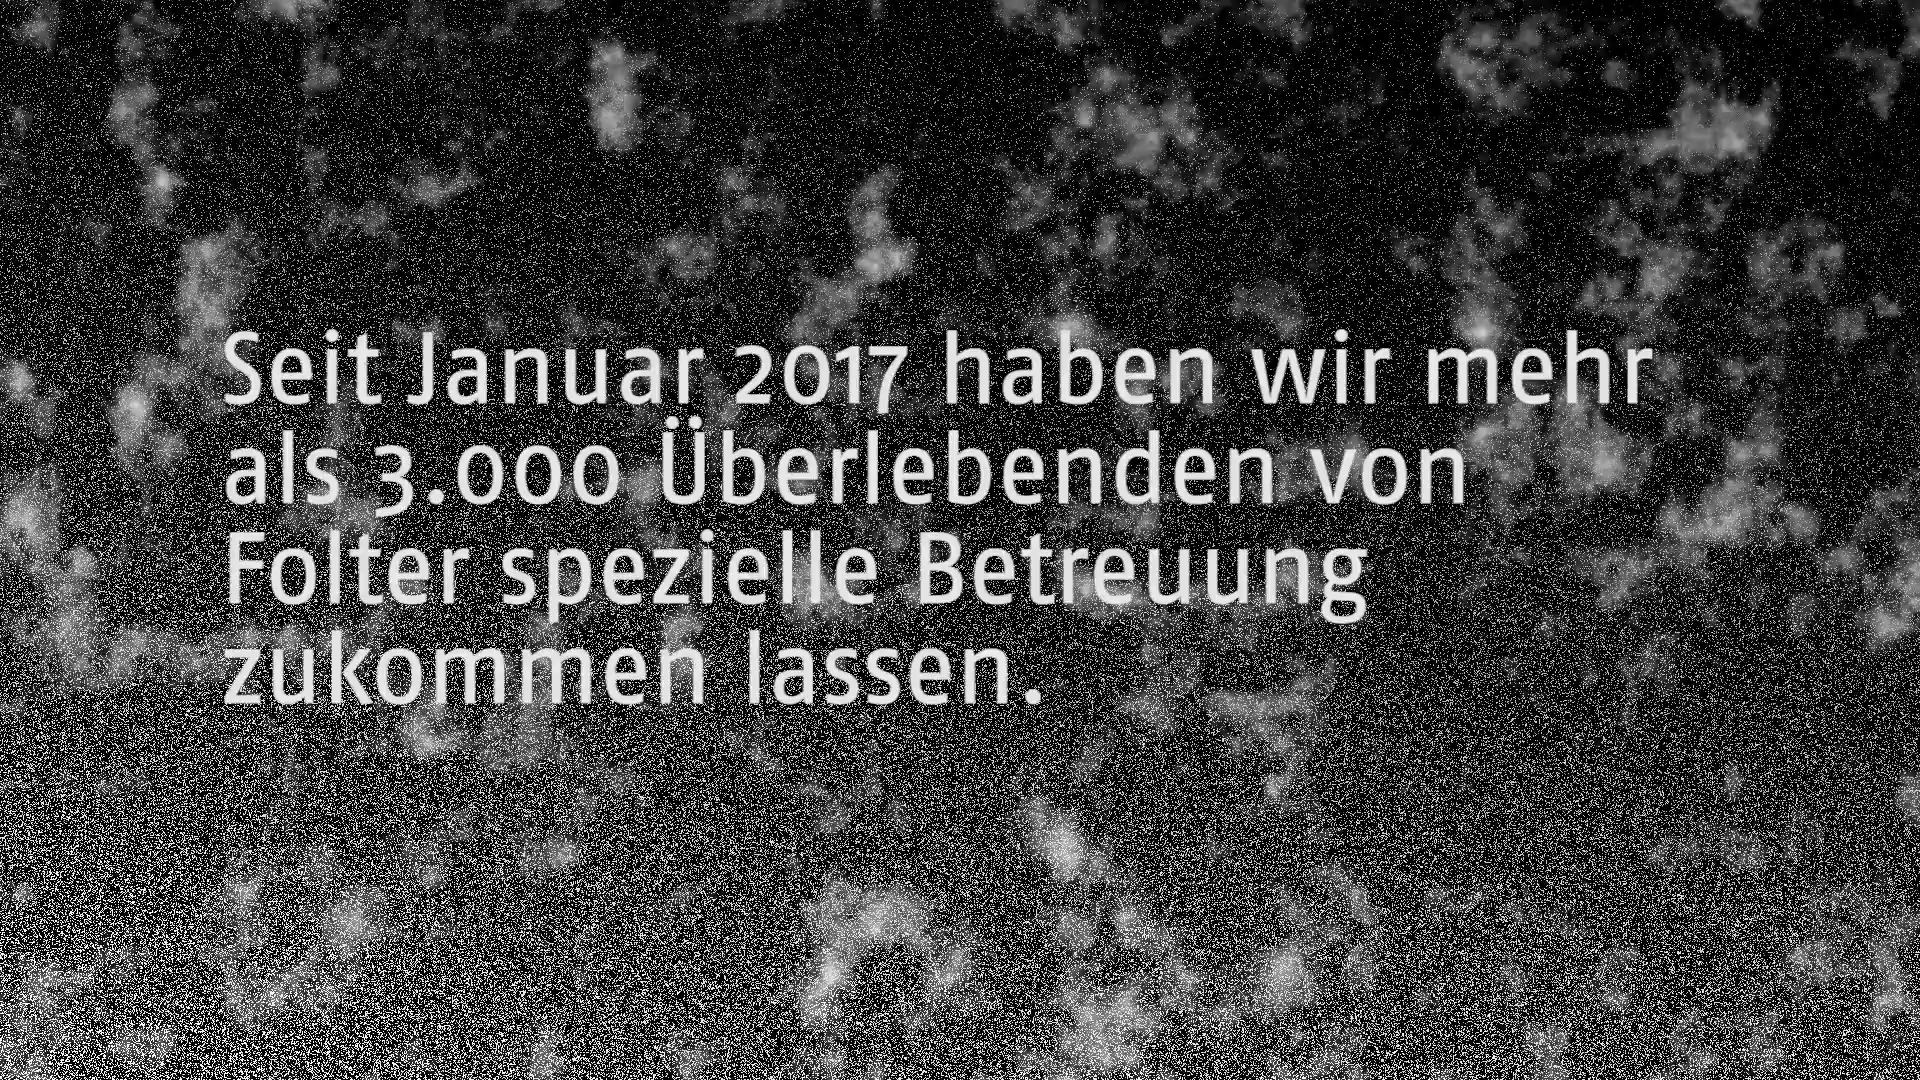 Seit Januar 2017 haben wir mehr
als 3.000 Überlebenden von
Folter spezielle Betreuung
zukommen lassen.